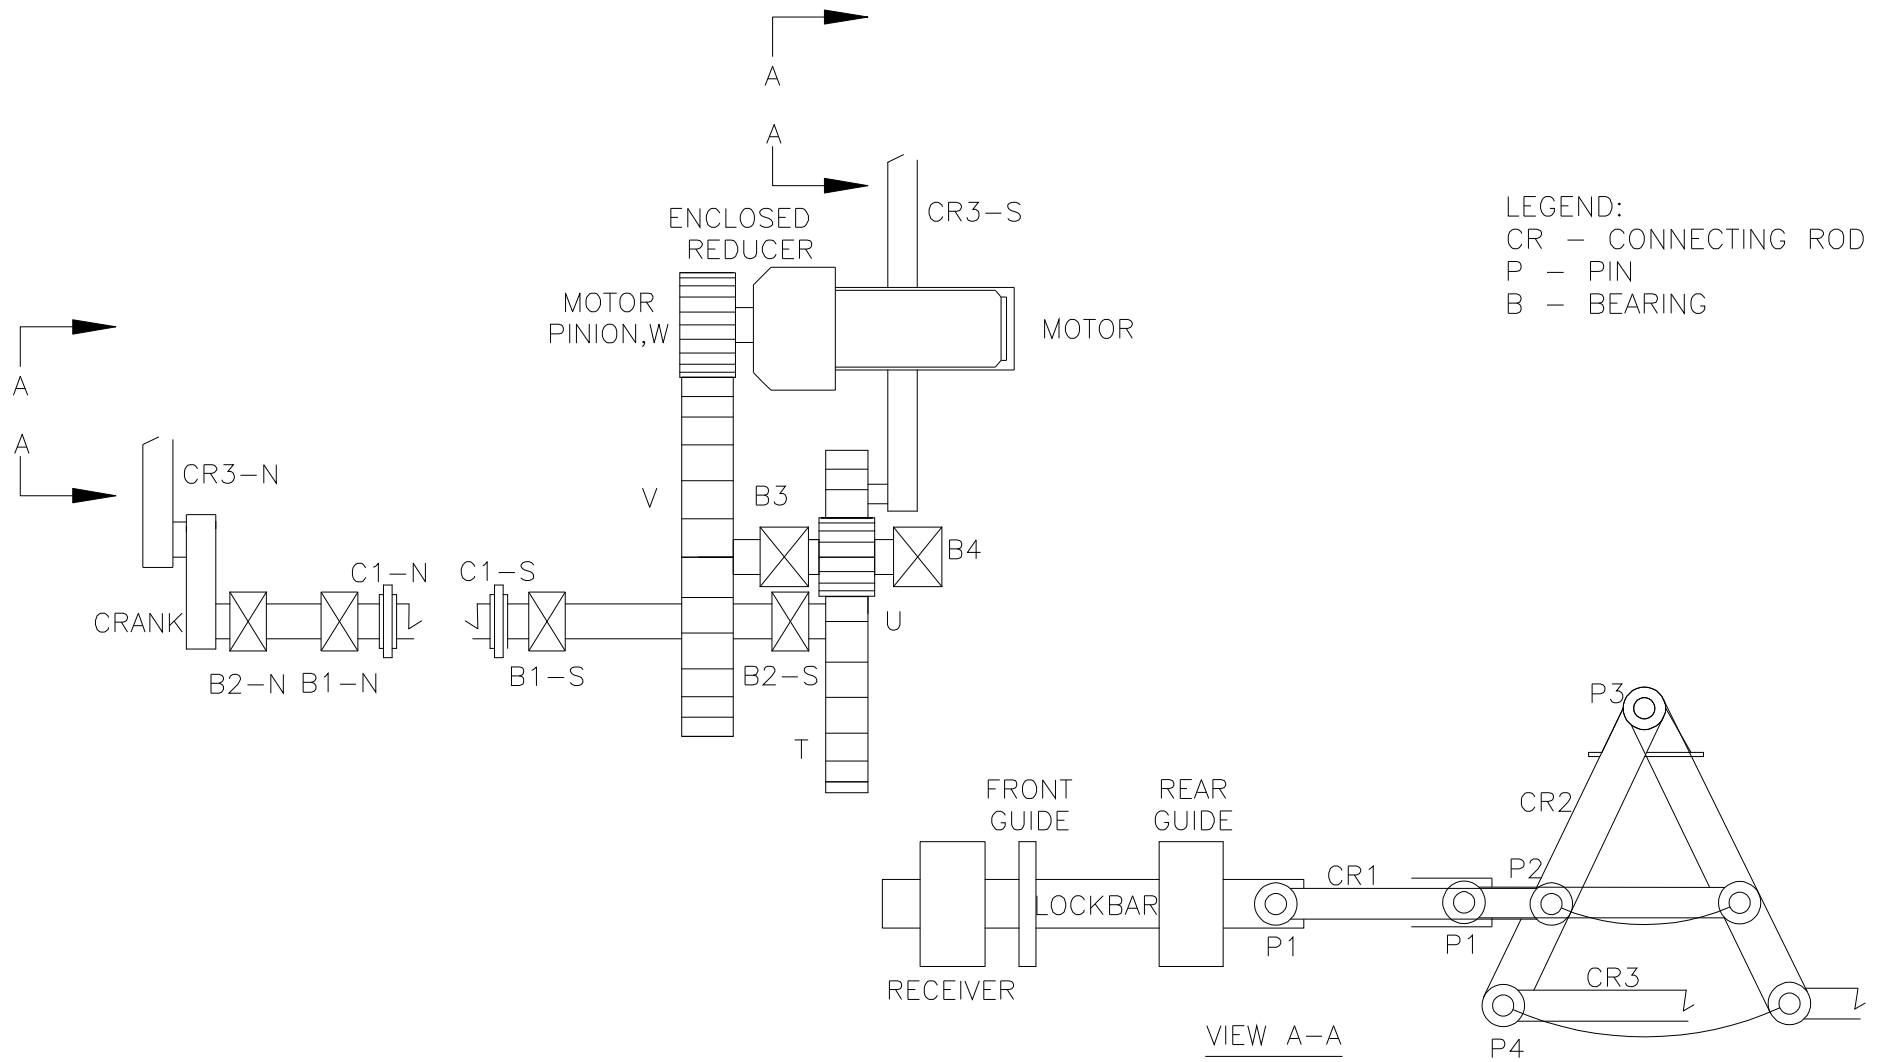 A
A
ENCLOSED
REDUCER
CR3-S
LEGEND:
CR - CONNECTING ROD
P - PIN
B - BEARING
MOTOR
PINION,W
MOTOR
A
A
CR3-N
V
B3
B4
CRANK
C1-N
C1-S
U
B2-N
B1-N
B1-S
B2-S
T
P3
FRONT
GUIDE
REAR
GUIDE
CR2
LOCKBAR
CR1
P2
P1
P1
RECEIVER
CR3
P4
VIEW A-A